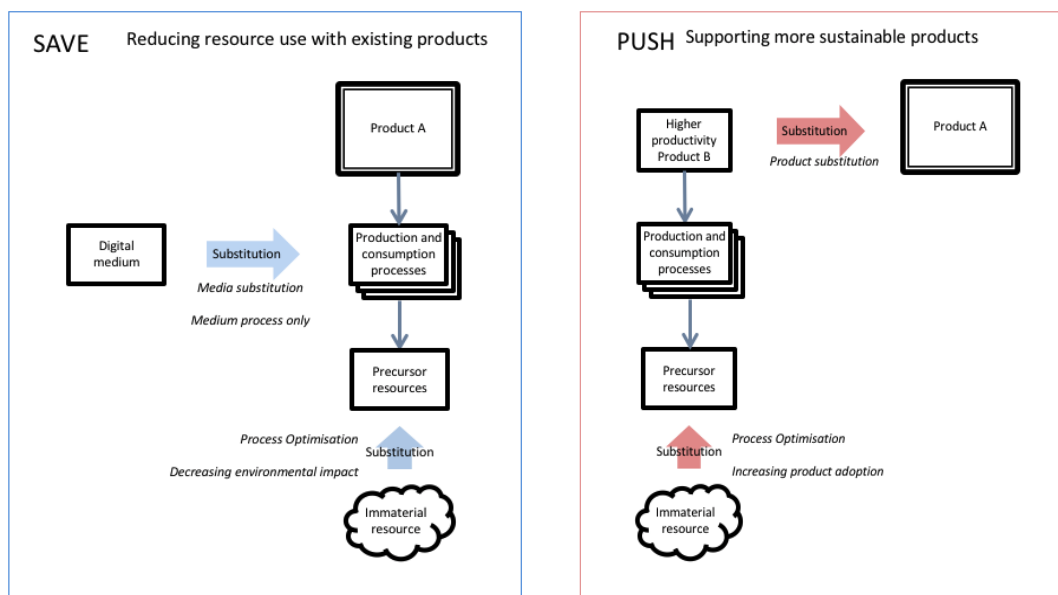 SAVE
Reducing resource use with existing products
Product A
Digital
medium
Substitution
Media substitution
Medium process only
Production and
consumption
processes
Precursor
resources
Process Optimisation
Substitution
Decreasing environmental impact
Immaterial
resource
PUSH
Supporting more sustainable products
Higher
productivity
Product B
Substitution
Product substitution
Product A
Production and
consumption
processes
Precursor
resources
Process Optimisation
Substitution
Increasing product adoption
Immaterial
resource